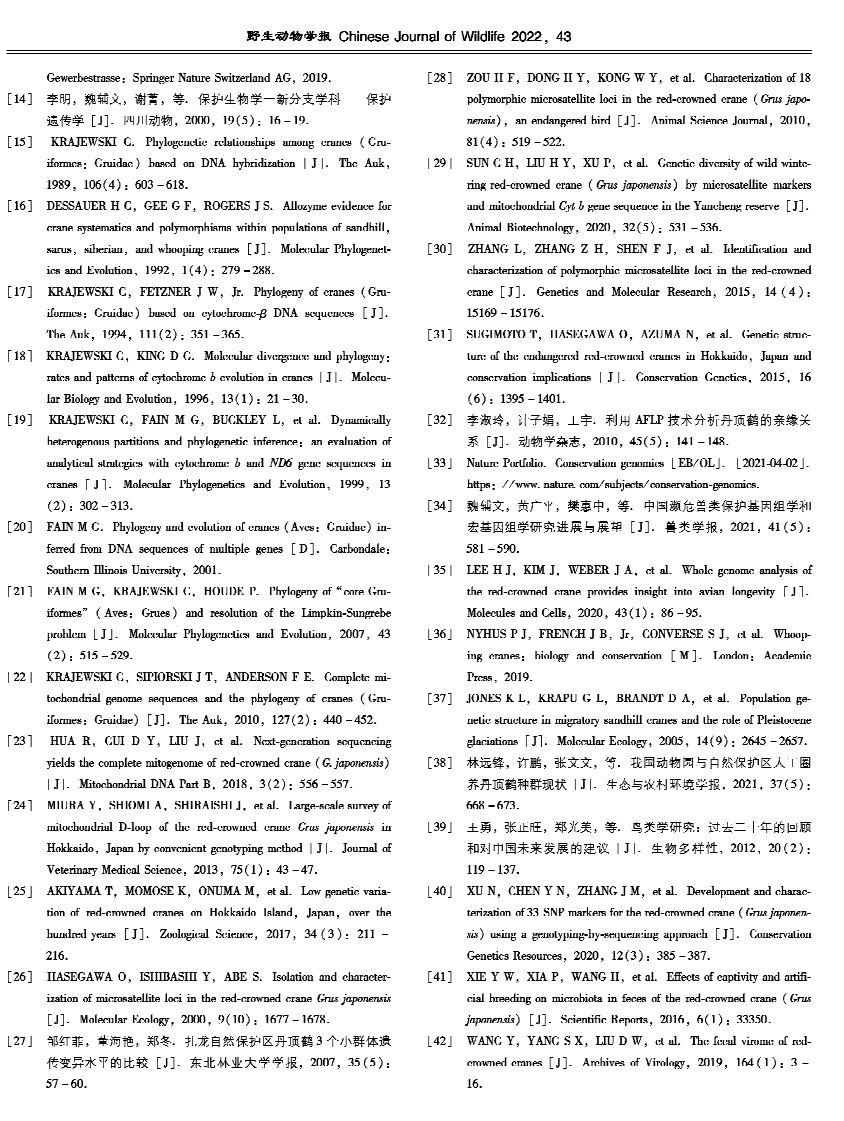 野生动物学报 Chinese Journal of Wildlife 2022, 43
Gewerbestrasse: Springer Nature Switzerland AG, 2019.
[14] 李明, 魏辅文, 谢菁, 等. 保护生物学一新分支学科——保护
遗传学 [J]. 四川动物, 2000, 19(5): 16-19.
[15] KRAJEWSKI C. Phylogenetic relationships among cranes (Gru-
iformes: Gruidae) based on DNA hybridization [J]. The Auk,
1989, 106(4): 603-618.
[16] DESSAUER H C, GEE G F, ROGERS J S. Allozyme evidence for
crane systematics and polymorphisms within populations of sandhill,
sarus, siberian, and whooping cranes [J]. Molecular Phylogenet-
ics and Evolution, 1992, 1(4): 279-288.
[17] KRAJEWSKI C, FETZNER J W, Jr. Phylogeny of cranes (Gru-
iformes: Gruidae) based on cytochrome-β DNA sequences [J].
The Auk, 1994, 111(2): 351-365.
[18] KRAJEWSKI C, KING D G. Molecular divergence and phylogeny:
rates and patterns of cytochrome b evolution in cranes [J]. Molecu-
lar Biology and Evolution, 1996, 13(1): 21-30.
[19] KRAJEWSKI C, FAIN M G, BUCKLEY L, et al. Dynamically
heterogenous partitions and phylogenetic inference: an evaluation of
analytical strategies with cytochrome b and ND6 gene sequences in
cranes [J]. Molecular Phylogenetics and Evolution, 1999, 13
(2): 302-313.
[20] FAIN M G. Phylogeny and evolution of cranes (Aves: Gruidae) in-
ferred from DNA sequences of multiple genes [D]. Carbondale:
Southern Illinois University, 2001.
[21] FAIN M G, KRAJEWSKI C, HOUDE P. Phylogeny of “core Gru-
iformes” (Aves: Grues) and resolution of the Limpkin-Sungrebe
problem [J]. Molecular Phylogenetics and Evolution, 2007, 43
(2): 515-529.
[22] KRAJEWSKI C, SIPIORSKI J T, ANDERSON F E. Complete mi-
tochondrial genome sequences and the phylogeny of cranes (Gru-
iformes: Gruidae) [J]. The Auk, 2010, 127(2): 440-452.
[23] HUA R, CUI D Y, LIU J, et al. Next-generation sequencing
yields the complete mitogenome of red-crowned crane (G. japonensis)
[J]. Mitochondrial DNA Part B, 2018, 3(2): 556-557.
[24] MIURA Y, SHIOMI A, SHIRAISHI J, et al. Large-scale survey of
mitochondrial D-loop of the red-crowned crane Grus japonensis in
Hokkaido, Japan by convenient genotyping method [J]. Journal of
Veterinary Medical Science, 2013, 75(1): 43-47.
[25] AKIYAMA T, MOMOSE K, ONUMA M, et al. Low genetic varia-
tion of red-crowned cranes on Hokkaido Island, Japan, over the
hundred years [J]. Zoological Science, 2017, 34(3): 211-
216.
[26] HASEGAWA O, ISHIBASHI Y, ABE S. Isolation and character-
ization of microsatellite loci in the red-crowned crane Grus japonensis
[J]. Molecular Ecology, 2000, 9(10): 1677-1678.
[27] 邹红菲, 董海艳, 郑冬. 扎龙自然保护区丹顶鹤3个小群体遗
传变异水平的比较 [J]. 东北林业大学学报, 2007, 35(5):
57-60.
[28] ZOU H F, DONG H Y, KONG W Y, et al. Characterization of 18
polymorphic microsatellite loci in the red-crowned crane (Grus japo-
nensis), an endangered bird [J]. Animal Science Journal, 2010,
81(4): 519-522.
[29] SUN C H, LIU H Y, XU P, et al. Genetic diversity of wild winte-
ring red-crowned crane (Grus japonensis) by microsatellite markers
and mitochondrial Cyt b gene sequence in the Yancheng reserve [J].
Animal Biotechnology, 2020, 32(5): 531-536.
[30] ZHANG L, ZHANG Z H, SHEN F J, et al. Identification and
characterization of polymorphic microsatellite loci in the red-crowned
crane [J]. Genetics and Molecular Research, 2015, 14(4):
15169-15176.
[31] SUGIMOTO T, HASEGAWA O, AZUMA N, et al. Genetic struc-
ture of the endangered red-crowned cranes in Hokkaido, Japan and
conservation implications [J]. Conservation Genetics, 2015, 16
(6): 1395-1401.
[32] 李淑玲, 计子娟, 王宇. 利用AFLP技术分析丹顶鹤的亲缘关
系 [J]. 动物学杂志, 2010, 45(5): 141-148.
[33] Nature Portfolio. Conservation genomics [EB/OL]. [2021-04-02].
https: //www. nature. com/subjects/conservation-genomics.
[34] 魏辅文, 黄广平, 樊惠中, 等. 中国濒危兽类保护基因组学和
宏基因组学研究进展与展望 [J]. 兽类学报, 2021, 41(5):
581-590.
[35] LEE H J, KIM J, WEBER J A, et al. Whole genome analysis of
the red-crowned crane provides insight into avian longevity [J].
Molecules and Cells, 2020, 43(1): 86-95.
[36] NYHUS P J, FRENCH J B, Jr, CONVERSE S J, et al. Whoop-
ing cranes: biology and conservation [M]. London: Academic
Press, 2019.
[37] JONES K L, KRAPU G L, BRANDT D A, et al. Population ge-
netic structure in migratory sandhill cranes and the role of Pleistocene
glaciations [J]. Molecular Ecology, 2005, 14(9): 2645-2657.
[38] 林远锋, 许鹏, 张文文, 等. 我国动物园与自然保护区人工圈
养丹顶鹤种群现状 [J]. 生态与农村环境学报, 2021, 37(5):
668-673.
[39] 王勇, 张正旺, 郑光美, 等. 鸟类学研究: 过去二十年的回顾
和对中国未来发展的建议 [J]. 生物多样性, 2012, 20(2):
119-137.
[40] XU N, CHEN Y N, ZHANG J M, et al. Development and charac-
terization of 33 SNP markers for the red-crowned crane (Grus japonen-
sis) using a genotyping-by-sequencing approach [J]. Conservation
Genetics Resources, 2020, 12(3): 385-387.
[41] XIE Y W, XIA P, WANG H, et al. Effects of captivity and artifi-
cial breeding on microbiota in feces of the red-crowned crane (Grus
japonensis) [J]. Scientific Reports, 2016, 6(1): 33350.
[42] WANG Y, YANG S X, LIU D W, et al. The fecal virome of red-
crowned cranes [J]. Archives of Virology, 2019, 164(1): 3-
16.